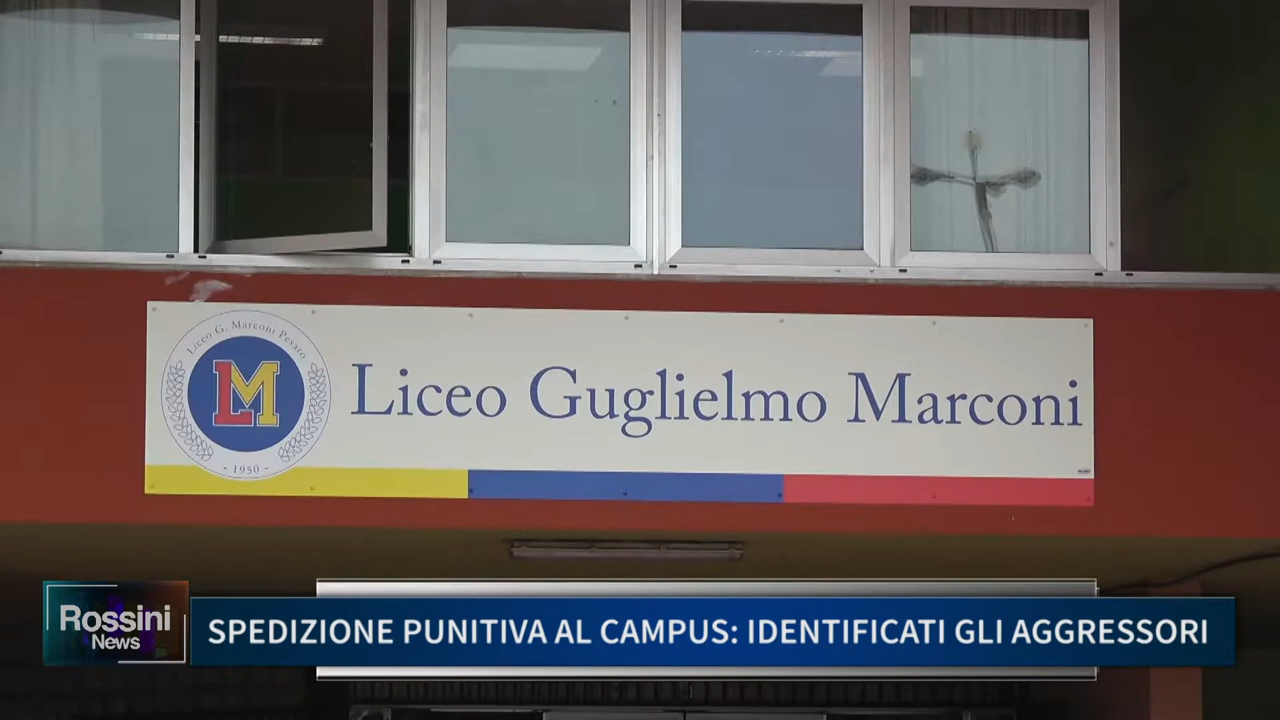 Liceo G. Marconi Pesaro
LM
- 1950 -
Liceo Guglielmo Marconi
Rossini
News
SPEDIZIONE PUNITIVA AL CAMPUS: IDENTIFICATI GLI AGGRESSORI